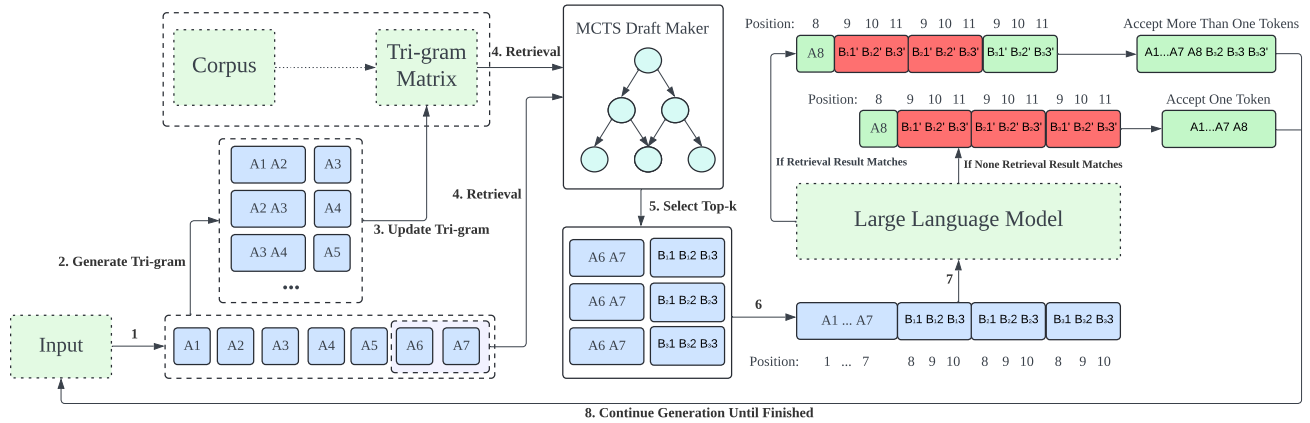 Corpus
Tri-gram
Matrix
4. Retrieval
MCTS Draft Maker
A1 A2 A3
A2 A3 A4
A3 A4 A5
...
2. Generate Tri-gram
3. Update Tri-gram
4. Retrieval
5. Select Top-k
Input
1
A1 A2 A3 A4 A5 A6 A7
A6 A7
A6 A7
A6 A7
6
Position: 8 9 10 11 9 10 11 9 10 11
A8
Accept More Than One Tokens
Position: 8 9 10 11 9 10 11 9 10 11
A8
Accept One Token
A1...A7 A8
If Retrieval Result Matches
If None Retrieval Result Matches
Large Language Model
7
A1 ... A7
Position: 1 ... 7 8 9 10 8 9 10 8 9 10
8. Continue Generation Until Finished